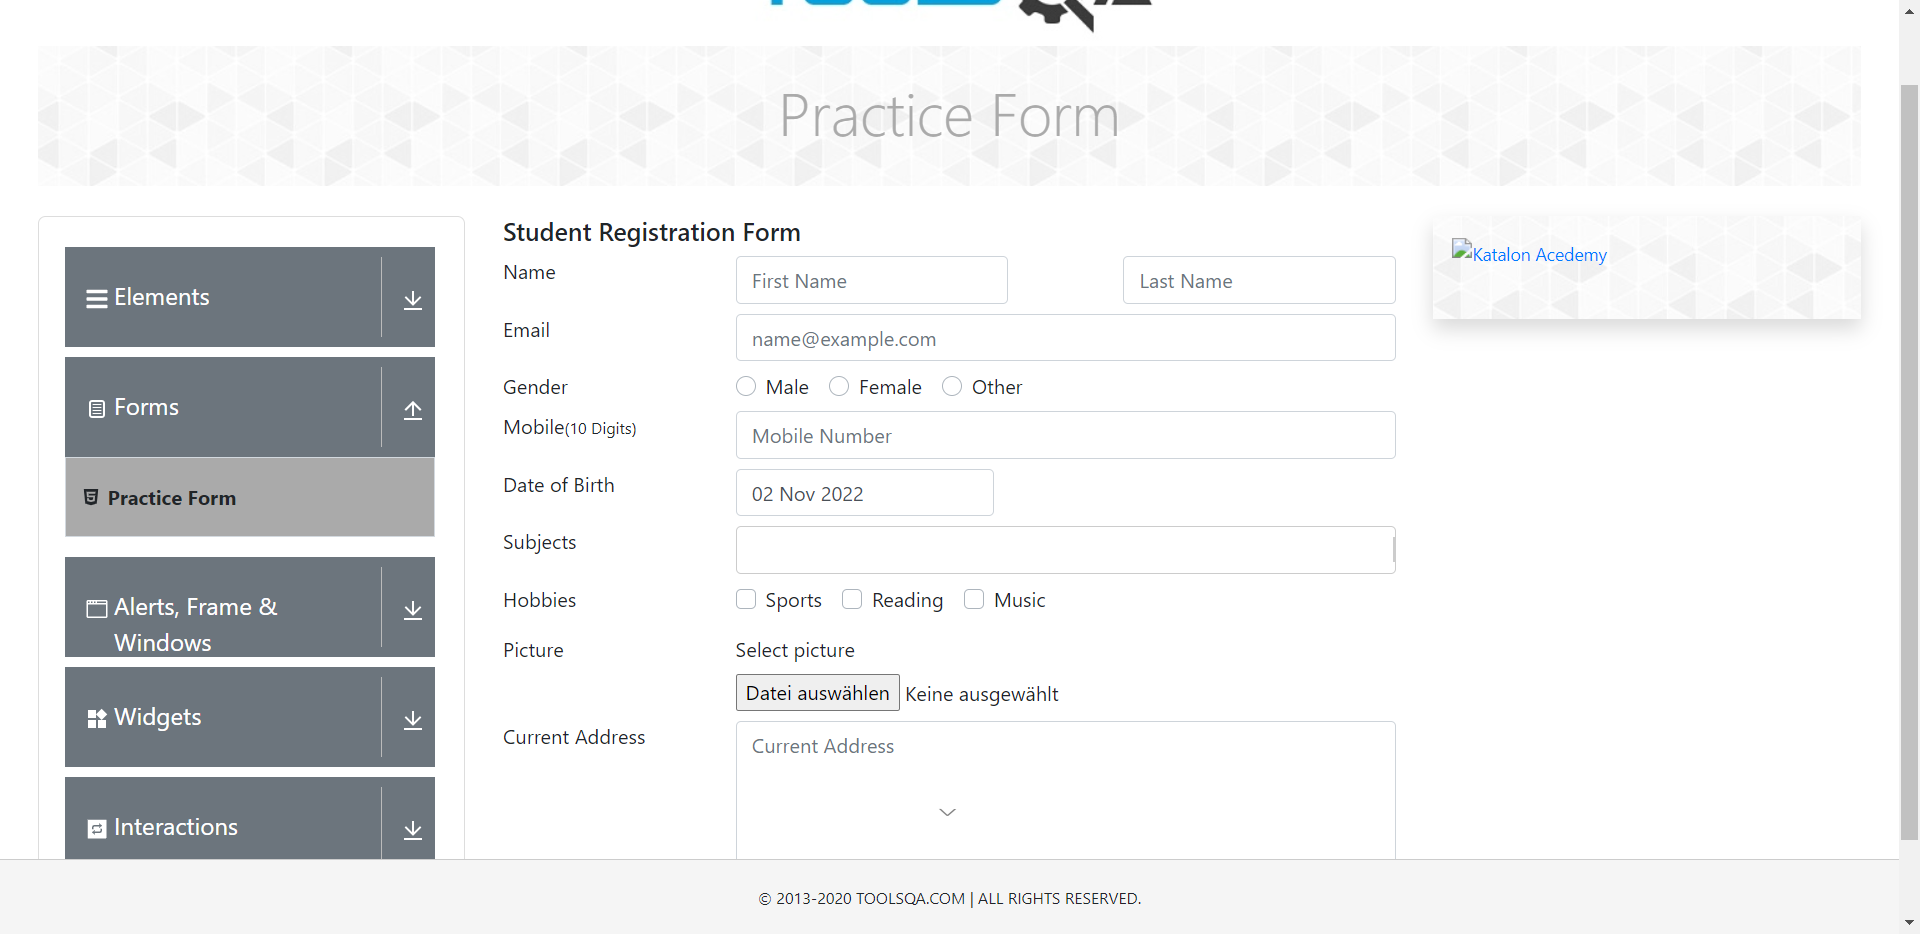 Practice Form
Elements
Forms
Practice Form
Alerts, Frame &
Windows
Widgets
Interactions
Student Registration Form
Name
First Name
Last Name
Email
name@example.com
Gender
Male
Female
Other
Mobile(10 Digits)
Mobile Number
Date of Birth
02 Nov 2022
Subjects
Hobbies
Sports
Reading
Music
Picture
Select picture
Datei auswählen
Keine ausgewählt
Current Address
Current Address
Katalon Acedemy
© 2013-2020 TOOLSQA.COM | ALL RIGHTS RESERVED.